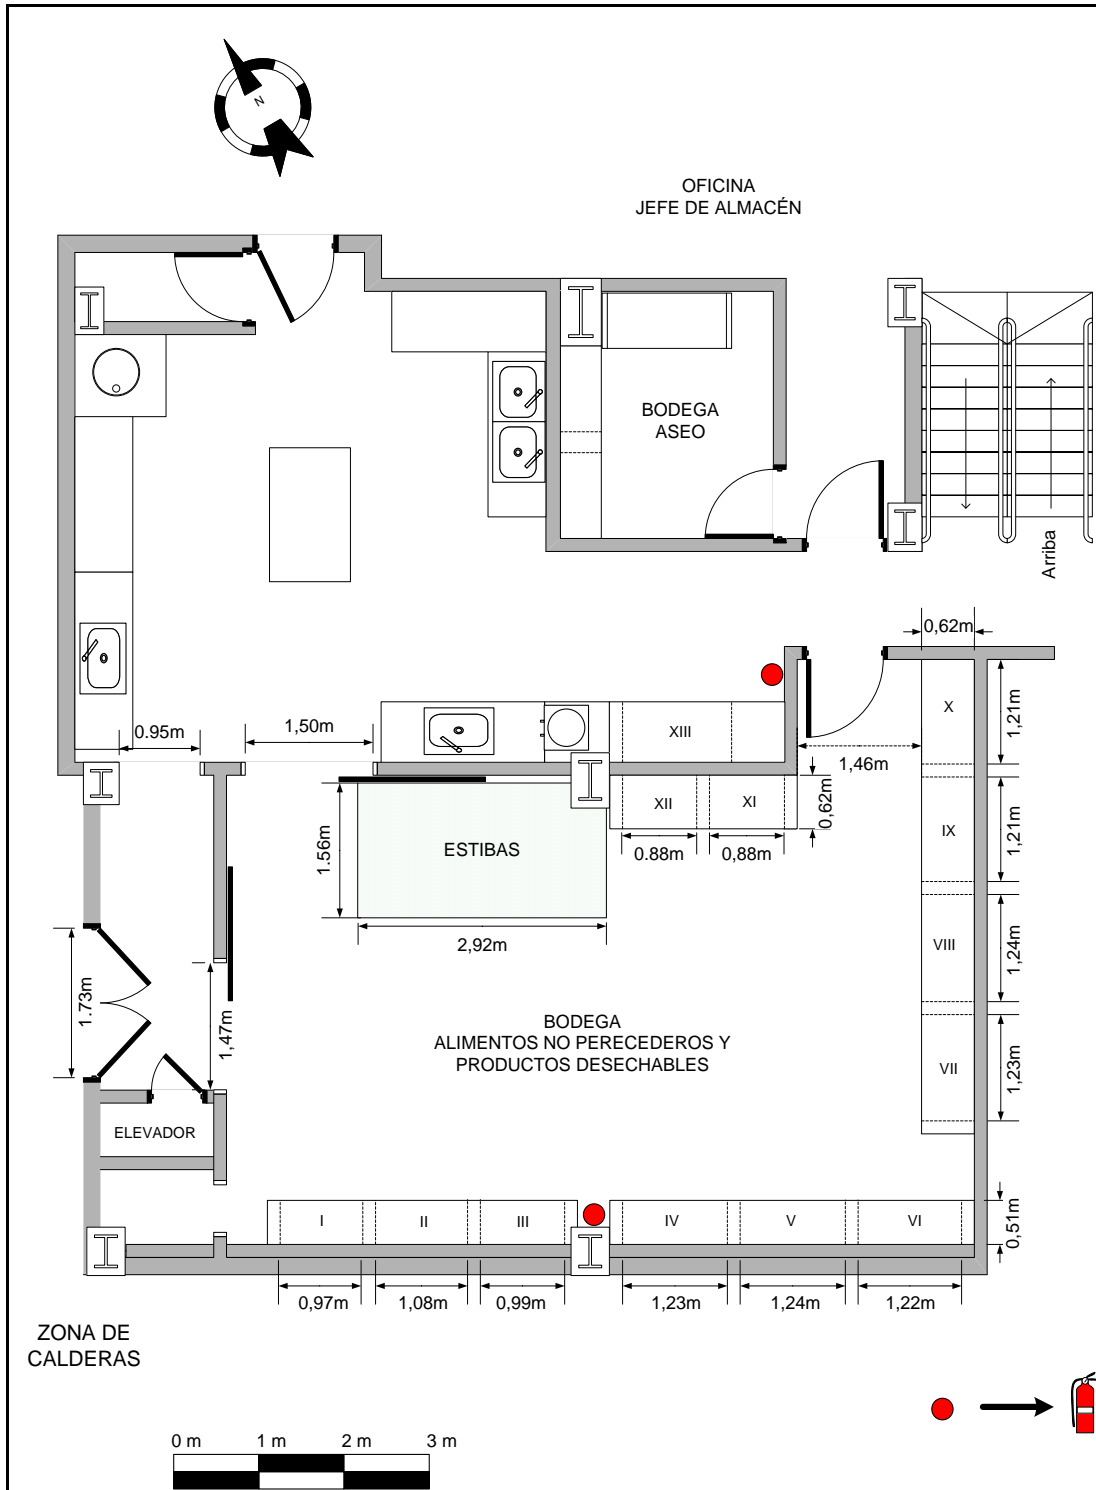 N
OFICINA
JEFE DE ALMACÉN
BODEGA
ASEO
Arriba
0,62m
X
1,21m
0.95m
1,50m
XIII
1,46m
XII
XI
0,62m
0.88m
0,88m
IX
1,21m
ESTIBAS
1.56m
2,92m
VIII
1,24m
1.73m
1,47m
BODEGA
ALIMENTOS NO PERECEDEROS Y
PRODUCTOS DESECHABLES
VII
1,23m
ELEVADOR
I
II
III
IV
V
VI
0,51m
0,97m
1,08m
0,99m
1,23m
1,24m
1,22m
ZONA DE
CALDERAS
0 m
1 m
2 m
3 m